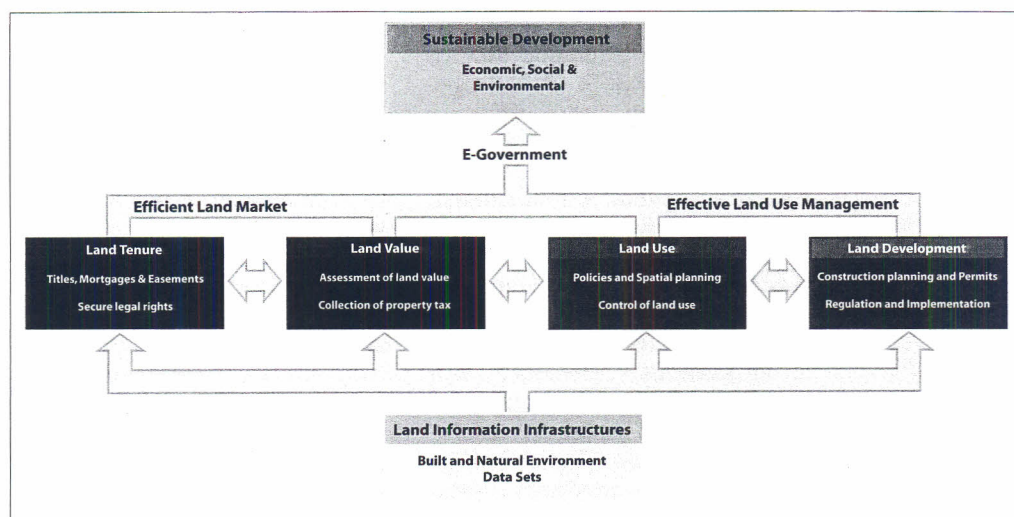 Sustainable Development
Economic, Social &
Environmental
E-Government
Efficient Land Market
Effective Land Use Management
Land Tenure
Titles, Mortgages & Easements
Secure legal rights
Land Value
Assessment of land value
Collection of property tax
Land Use
Policies and Spatial planning
Control of land use
Land Development
Construction planning and Permits
Regulation and Implementation
Land Information Infrastructures
Built and Natural Environment
Data Sets